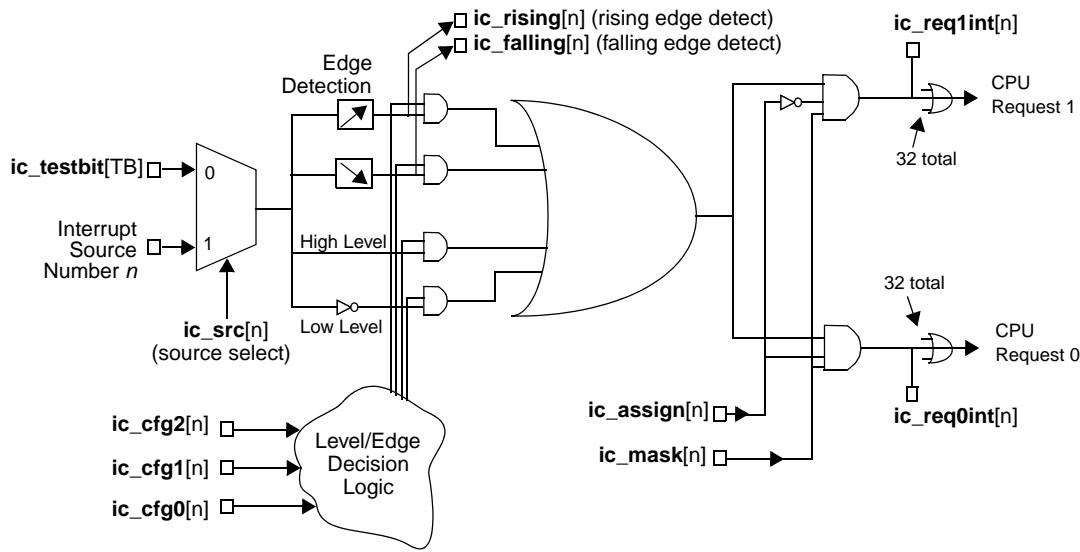 ic_rising[n] (rising edge detect)
ic_falling[n] (falling edge detect)
ic_req1int[n]
Edge
Detection
CPU
Request 1
32 total
ic_testbit[TB]
0
Interrupt
Source
Number n
1
High Level
Low Level
ic_src[n]
(source select)
32 total
CPU
Request 0
ic_req0int[n]
ic_assign[n]
ic_mask[n]
ic_cfg2[n]
ic_cfg1[n]
ic_cfg0[n]
Level/Edge
Decision
Logic